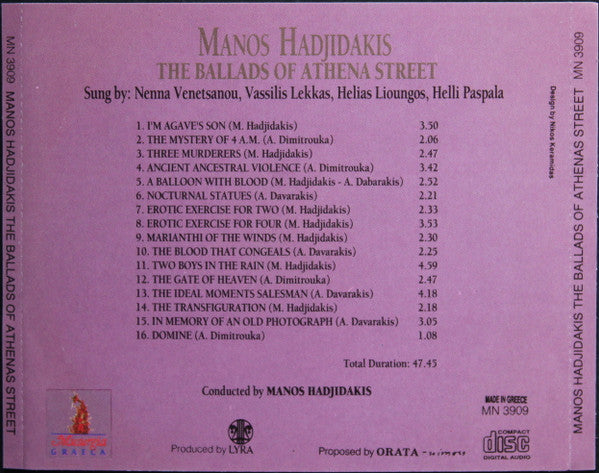 MANOS HADJIDAKIS
THE BALLADS OF ATHENA STREET
Sung by: Nenna Venetsanou, Vassilis Lekkas, Helias Lioungos, Helli Paspala
1. I'M AGAVE'S SON (M. Hadjidakis) 3.50
2. THE MYSTERY OF 4 A.M. (A. Dimitrouka) 2.06
3. THREE MURDERERS (M. Hadjidakis) 2.47
4. ANCIENT ANCESTRAL VIOLENCE (A. Dimitrouka) 3.42
5. A BALLOON WITH BLOOD (M. Hadjidakis - A. Dabarakis) 2.52
6. NOCTURNAL STATUES (A. Davarakis) 2.21
7. EROTIC EXERCISE FOR TWO (M. Hadjidakis) 2.33
8. EROTIC EXERCISE FOR FOUR (M. Hadjidakis) 3.53
9. MARIANTHI OF THE WINDS (M. Hadjidakis) 2.30
10. THE BLOOD THAT CONGEALS (A. Davarakis) 2.25
11. TWO BOYS IN THE RAIN (M. Hadjidakis) 4.59
12. THE GATE OF HEAVEN (A. Dimitrouka) 2.47
13. THE IDEAL MOMENTS SALESMAN (A. Davarakis) 4.18
14. THE TRANSFIGURATION (M. Hadjidakis) 2.18
15. IN MEMORY OF AN OLD PHOTOGRAPH (A. Davarakis) 3.05
16. DOMINE (A. Dimitrouka) 1.08
Total Duration: 47.45
Conducted by MANOS HADJIDAKIS
GRAECA
Produced by LYRA
Proposed by ORATA -
MADE IN GREECE
MN 3909
COMPACT
disc
DIGITAL AUDIO
Design by Nikos Keramidas
MN 3909 MANOS HADJIDAKIS THE BALLADS OF ATHENAS STREET
MANOS HADJIDAKIS THE BALLADS OF ATHENAS STREET MN 3909